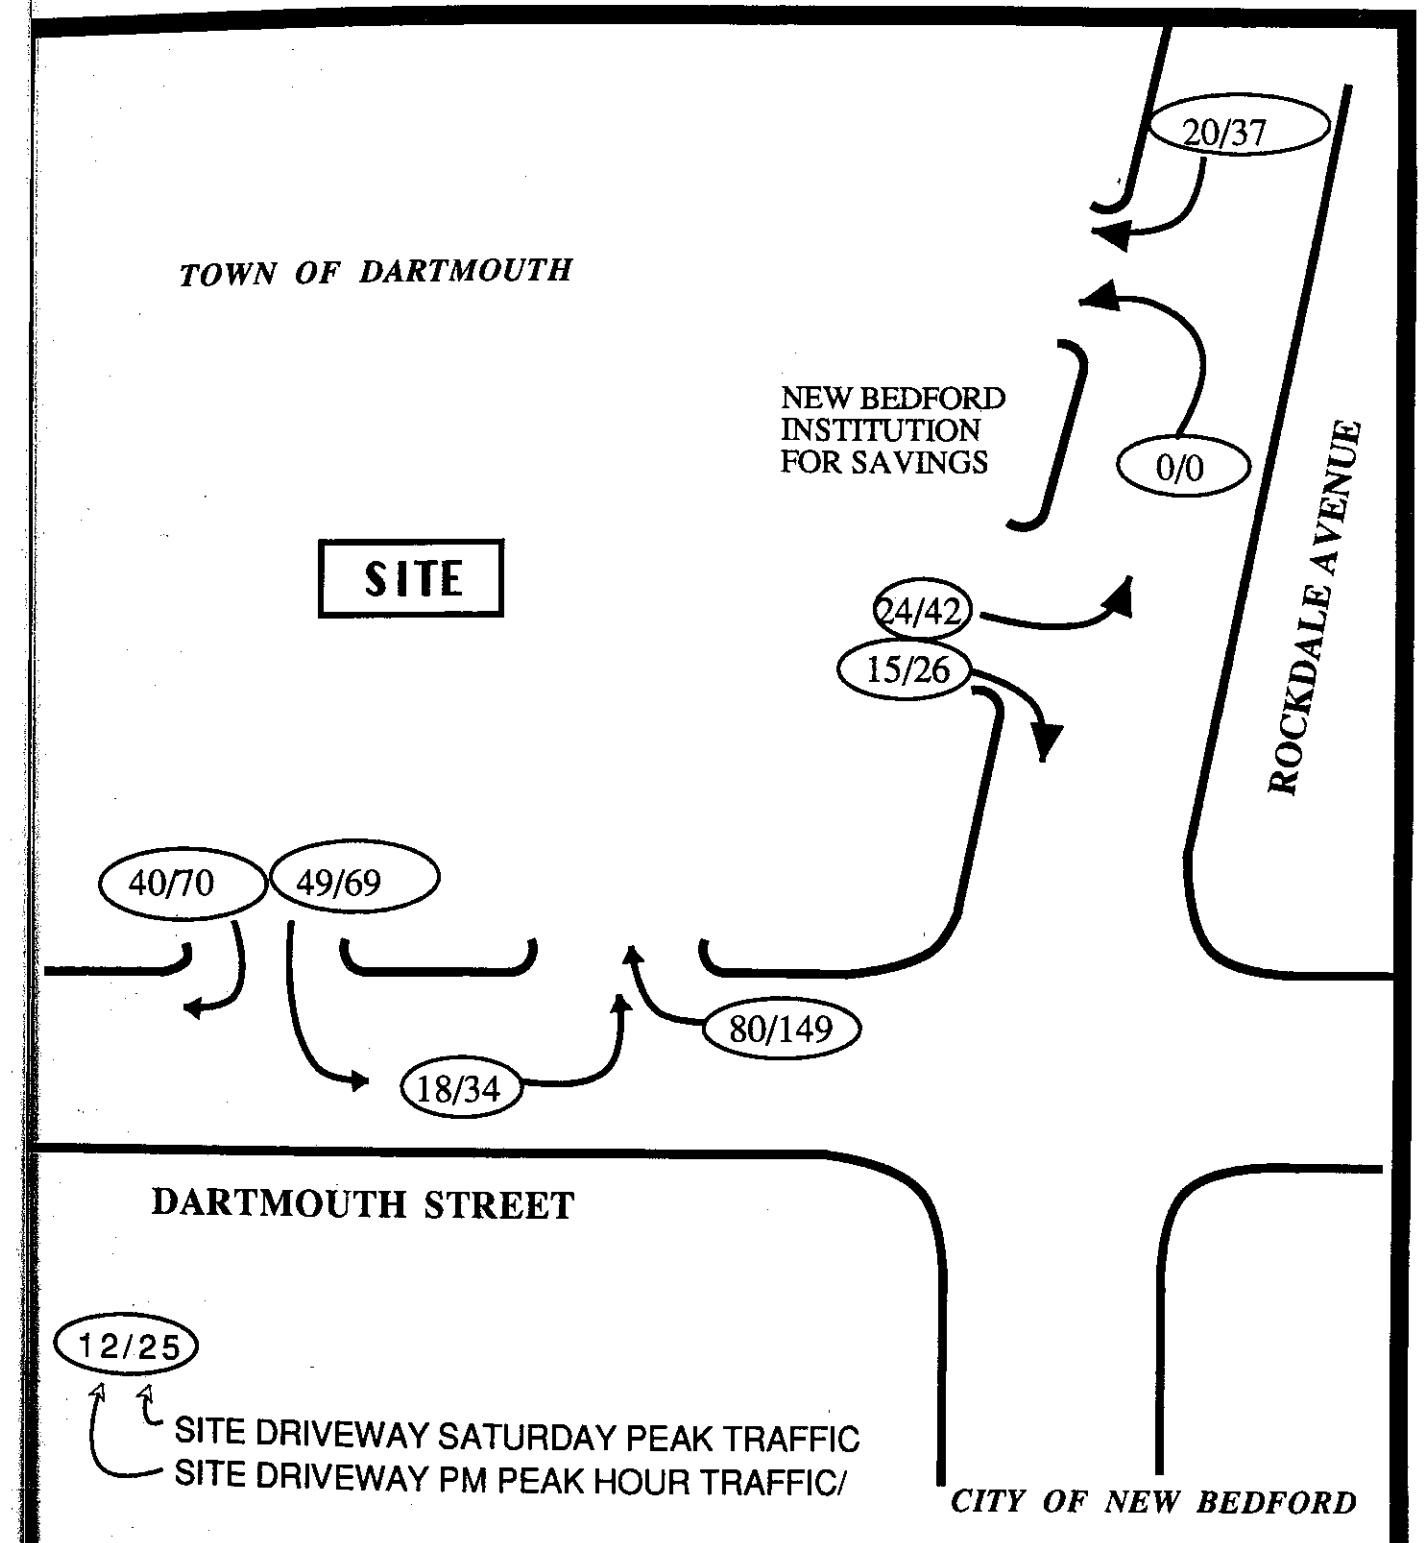 20/37
TOWN OF DARTMOUTH
NEW BEDFORD
INSTITUTION
FOR SAVINGS
0/0
ROCKDALE AVENUE
SITE
24/42
15/26
40/70
49/69
80/149
18/34
DARTMOUTH STREET
12/25
SITE DRIVEWAY SATURDAY PEAK TRAFFIC
SITE DRIVEWAY PM PEAK HOUR TRAFFIC/
CITY OF NEW BEDFORD